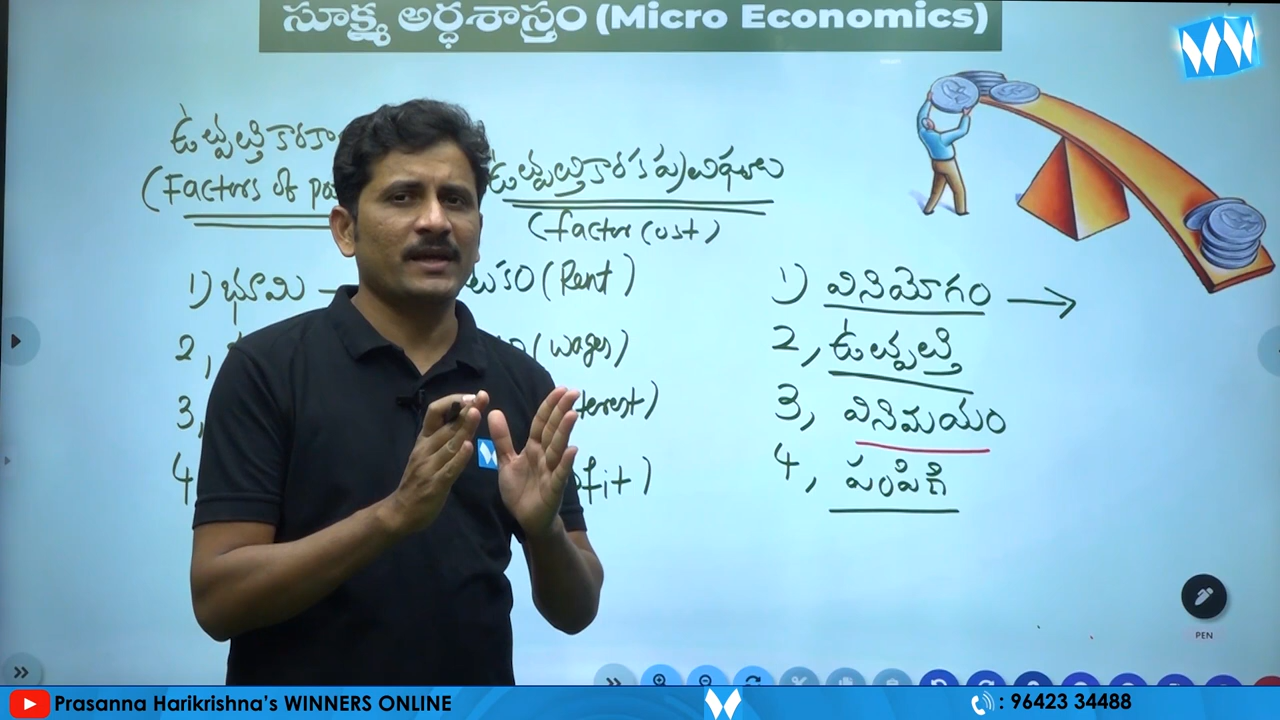 సూక్ష్మ అర్థశాస్త్రం (Micro Economics)
ఉత్పత్తి కారకా
(Factors of
ఉత్పత్తి కారక ప్రతిఫలాలు
(factor cost)
1) భూమి
(Rent)
2,
(wages)
3,
terest)
4
ofit)
1) వినియోగం
2, ఉత్పత్తి
3, వినిమయం
4, పంపిణీ
PEN
Prasanna Harikrishna's WINNERS ONLINE
: 96423 34488